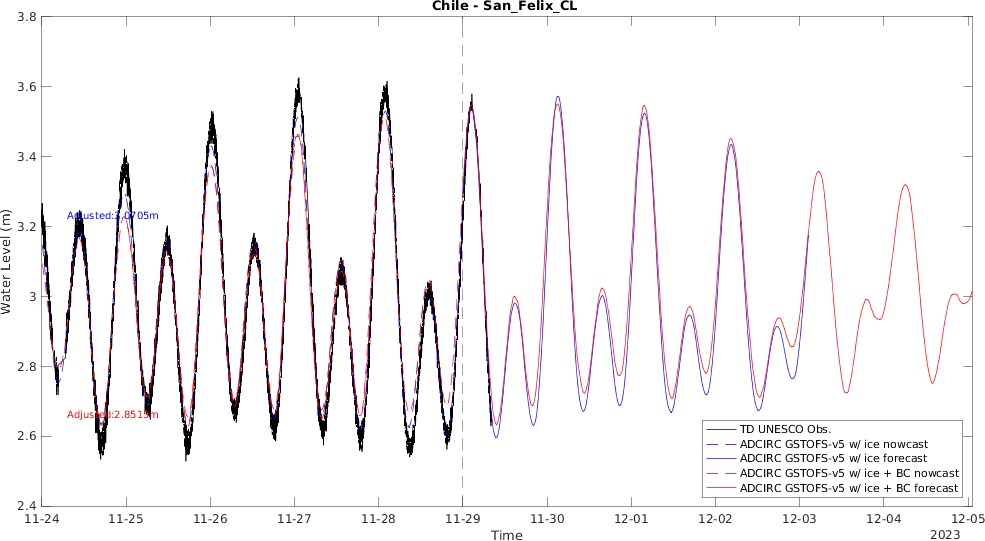 Chile - San_Felix_CL
3.8
3.6
3.4
3.2
3
2.8
2.6
2.4
Water Level (m)
Adjusted:3.0705m
Adjusted:2.8515m
TD UNESCO Obs.
ADCIRC GSTOFS-v5 w/ ice nowcast
ADCIRC GSTOFS-v5 w/ ice forecast
ADCIRC GSTOFS-v5 w/ ice + BC nowcast
ADCIRC GSTOFS-v5 w/ ice + BC forecast
11-24 11-25 11-26 11-27 11-28 11-29 11-30 12-01 12-02 12-03 12-04 12-05
Time
2023